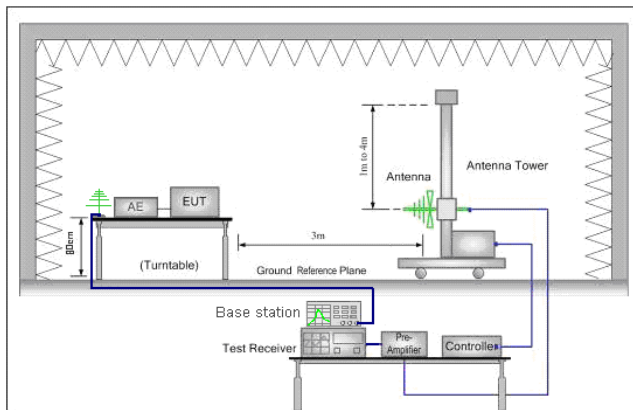 1m to 4m
Antenna
Antenna Tower
AE
EUT
80cm
3m
(Turntable)
Ground Reference Plane
Base station
Test Receiver
Pre-
Amplifier
Controller